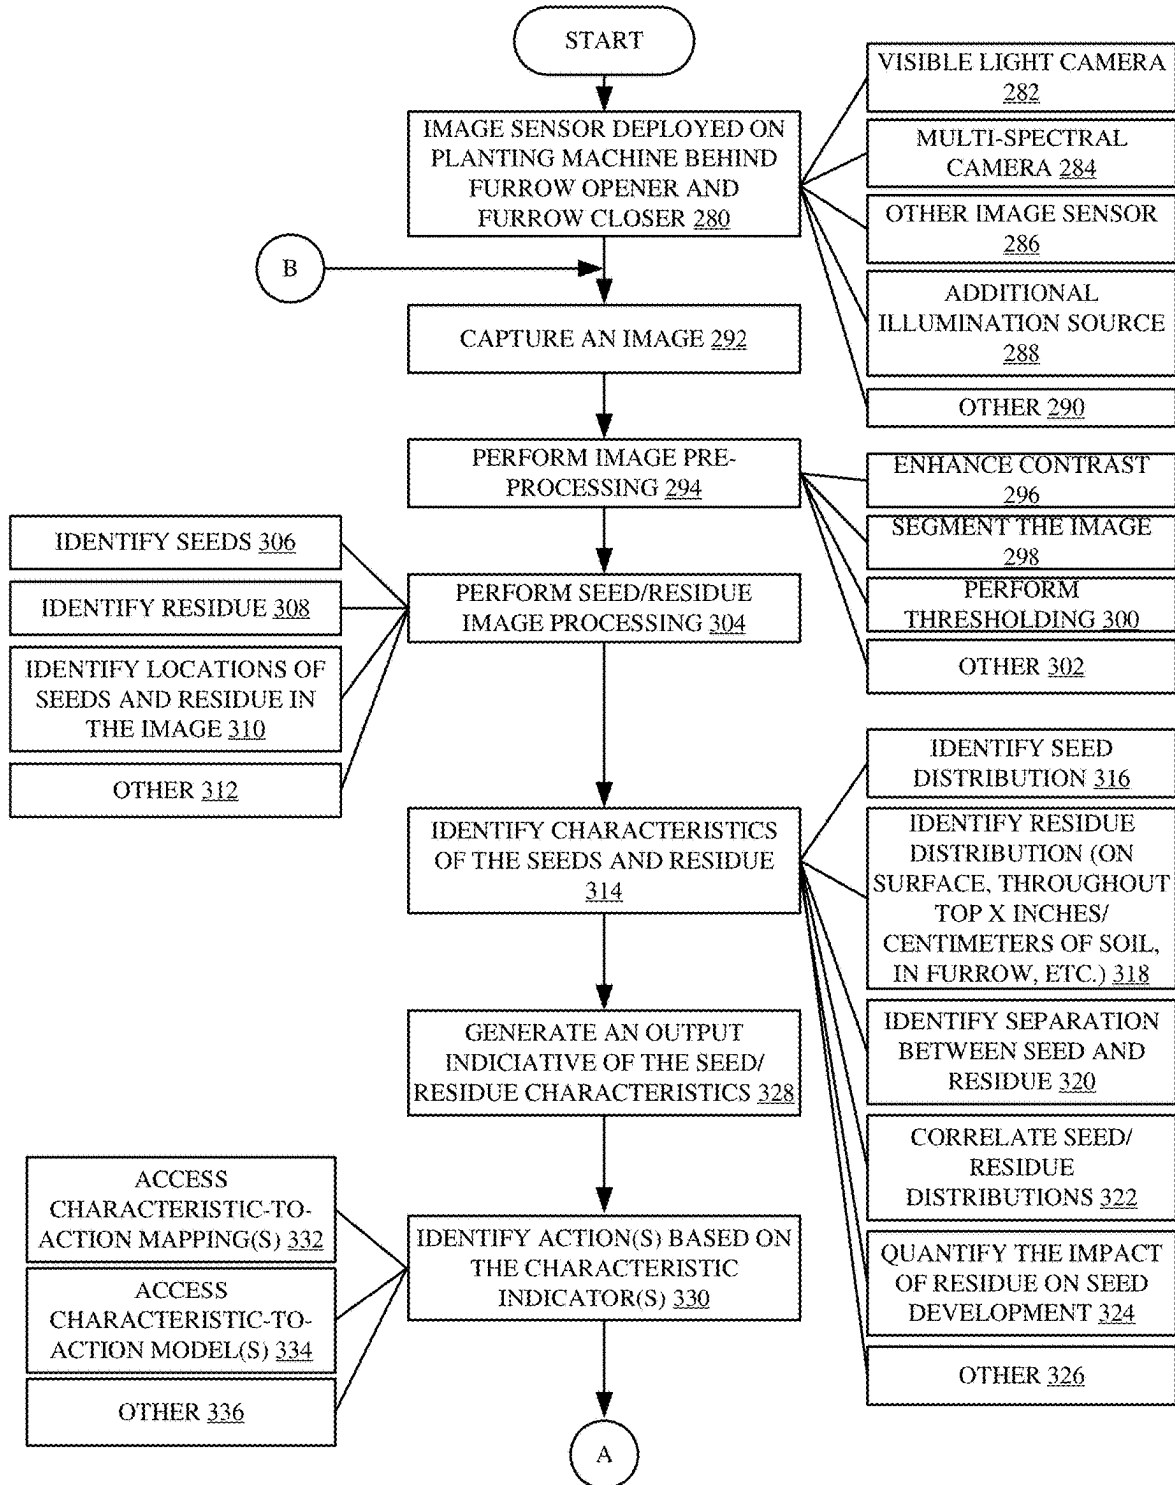 START
IMAGE SENSOR DEPLOYED ON
PLANTING MACHINE BEHIND
FURROW OPENER AND
FURROW CLOSER 280
VISIBLE LIGHT CAMERA
282
MULTI-SPECTRAL
CAMERA 284
OTHER IMAGE SENSOR
286
ADDITIONAL
ILLUMINATION SOURCE
288
OTHER 290
B
CAPTURE AN IMAGE 292
PERFORM IMAGE PRE-
PROCESSING 294
ENHANCE CONTRAST
296
SEGMENT THE IMAGE
298
PERFORM
THRESHOLDING 300
OTHER 302
IDENTIFY SEEDS 306
IDENTIFY RESIDUE 308
IDENTIFY LOCATIONS OF
SEEDS AND RESIDUE IN
THE IMAGE 310
OTHER 312
PERFORM SEED/RESIDUE
IMAGE PROCESSING 304
IDENTIFY CHARACTERISTICS
OF THE SEEDS AND RESIDUE
314
IDENTIFY SEED
DISTRIBUTION 316
IDENTIFY RESIDUE
DISTRIBUTION (ON
SURFACE, THROUGHOUT
TOP X INCHES/
CENTIMETERS OF SOIL,
IN FURROW, ETC.) 318
IDENTIFY SEPARATION
BETWEEN SEED AND
RESIDUE 320
CORRELATE SEED/
RESIDUE
DISTRIBUTIONS 322
QUANTIFY THE IMPACT
OF RESIDUE ON SEED
DEVELOPMENT 324
OTHER 326
GENERATE AN OUTPUT
INDICIATIVE OF THE SEED/
RESIDUE CHARACTERISTICS 328
ACCESS
CHARACTERISTIC-TO-
ACTION MAPPING(S) 332
ACCESS
CHARACTERISTIC-TO-
ACTION MODEL(S) 334
OTHER 336
IDENTIFY ACTION(S) BASED ON
THE CHARACTERISTIC
INDICATOR(S) 330
A